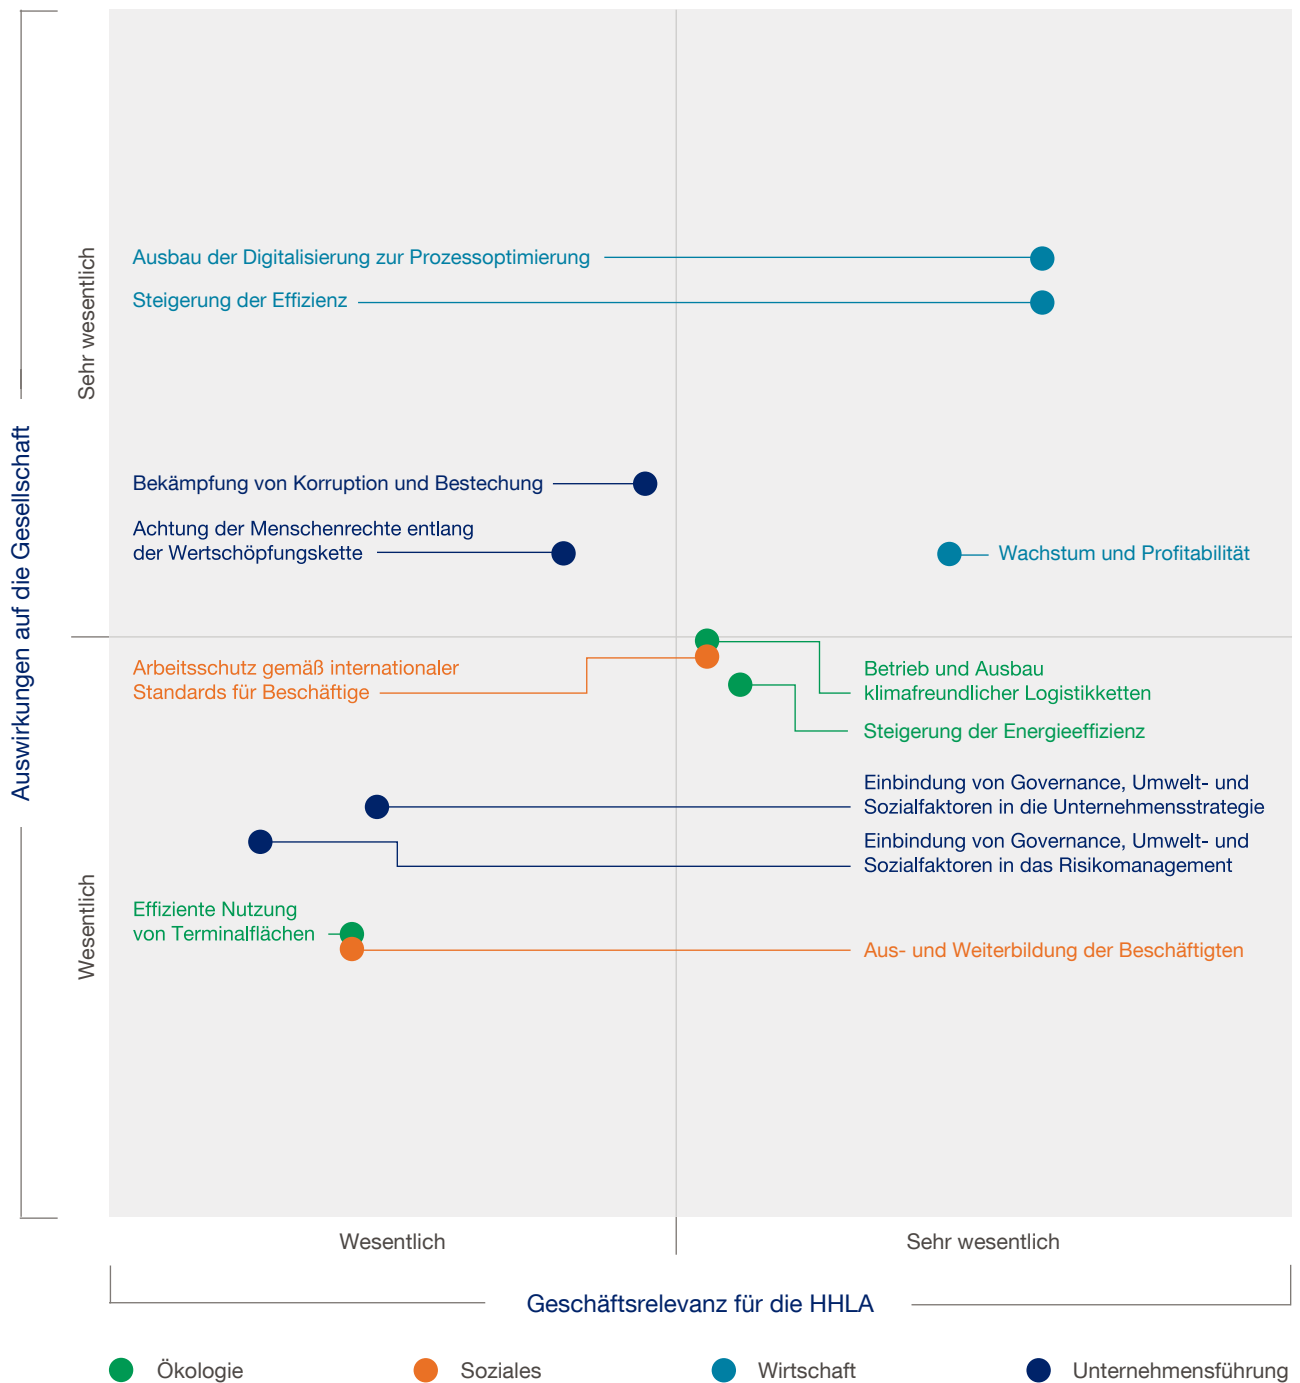 Auswirkungen auf die Gesellschaft
Sehr wesentlich
Wesentlich
Ausbau der Digitalisierung zur Prozessoptimierung
Steigerung der Effizienz
Bekämpfung von Korruption und Bestechung
Achtung der Menschenrechte entlang
der Wertschöpfungskette
Wachstum und Profitabilität
Arbeitsschutz gemäß internationaler
Standards für Beschäftige
Betrieb und Ausbau
klimafreundlicher Logistikketten
Steigerung der Energieeffizienz
Einbindung von Governance, Umwelt- und
Sozialfaktoren in die Unternehmensstrategie
Einbindung von Governance, Umwelt- und
Sozialfaktoren in das Risikomanagement
Effiziente Nutzung
von Terminalflächen
Aus- und Weiterbildung der Beschäftigten
Wesentlich
Sehr wesentlich
Geschäftsrelevanz für die HHLA
Ökologie
Soziales
Wirtschaft
Unternehmensführung